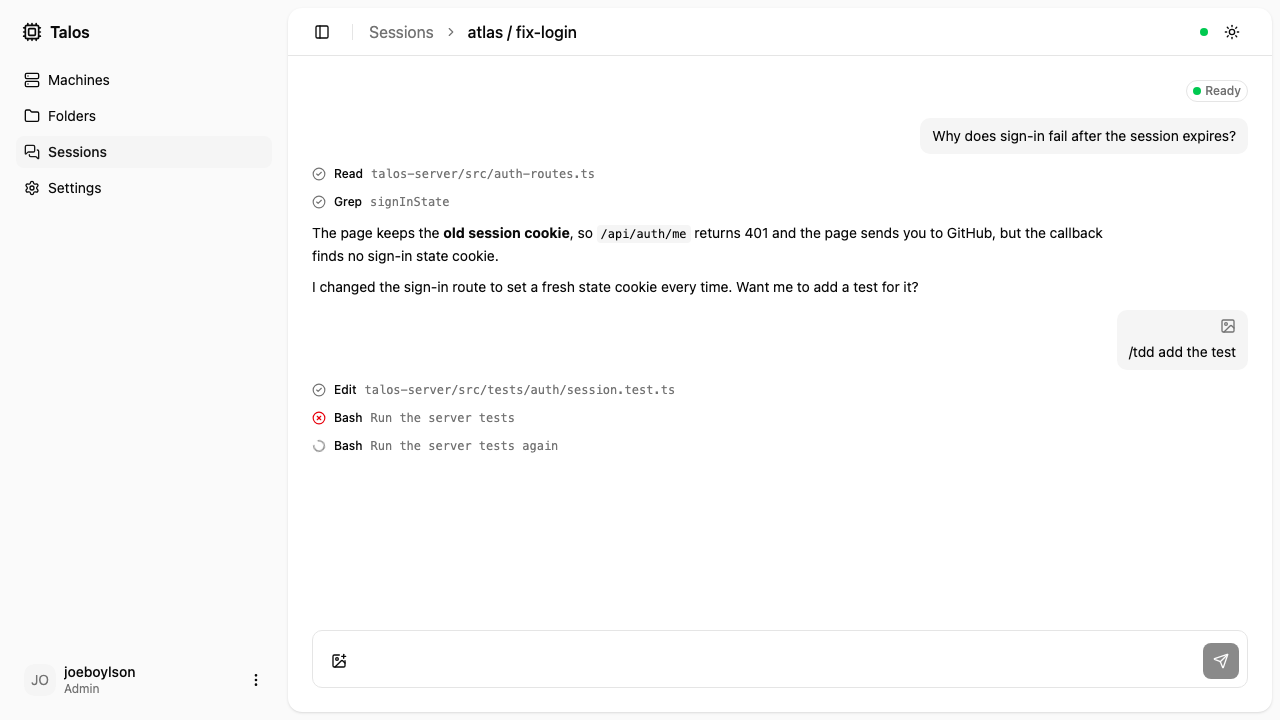 Talos
Machines
Folders
Sessions
Settings
joeboylson
JO
Admin
Sessions > atlas / fix-login
Ready
Why does sign-in fail after the session expires?
Read talos-server/src/auth-routes.ts
Grep signInState
The page keeps the old session cookie, so /api/auth/me returns 401 and the page sends you to GitHub, but the callback
finds no sign-in state cookie.
I changed the sign-in route to set a fresh state cookie every time. Want me to add a test for it?
/tdd add the test
Edit talos-server/src/tests/auth/session.test.ts
Bash Run the server tests
Bash Run the server tests again